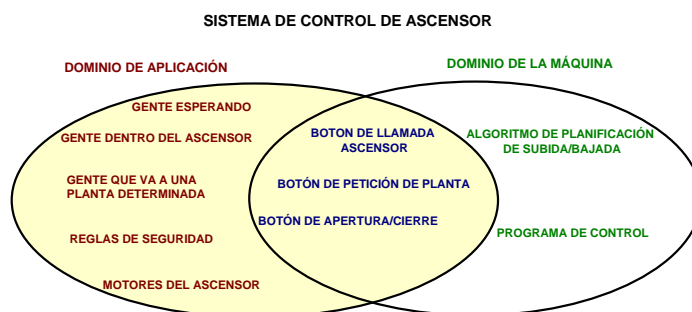 SISTEMA DE CONTROL DE ASCENSOR
DOMINIO DE APLICACIÓN
DOMINIO DE LA MÁQUINA
GENTE ESPERANDO
GENTE DENTRO DEL ASCENSOR
GENTE QUE VA A UNA
PLANTA DETERMINADA
REGLAS DE SEGURIDAD
MOTORES DEL ASCENSOR
BOTON DE LLAMADA
ASCENSOR
BOTÓN DE PETICIÓN DE PLANTA
BOTÓN DE APERTURA/CIERRE
ALGORITMO DE PLANIFICACIÓN
DE SUBIDA/BAJADA
PROGRAMA DE CONTROL